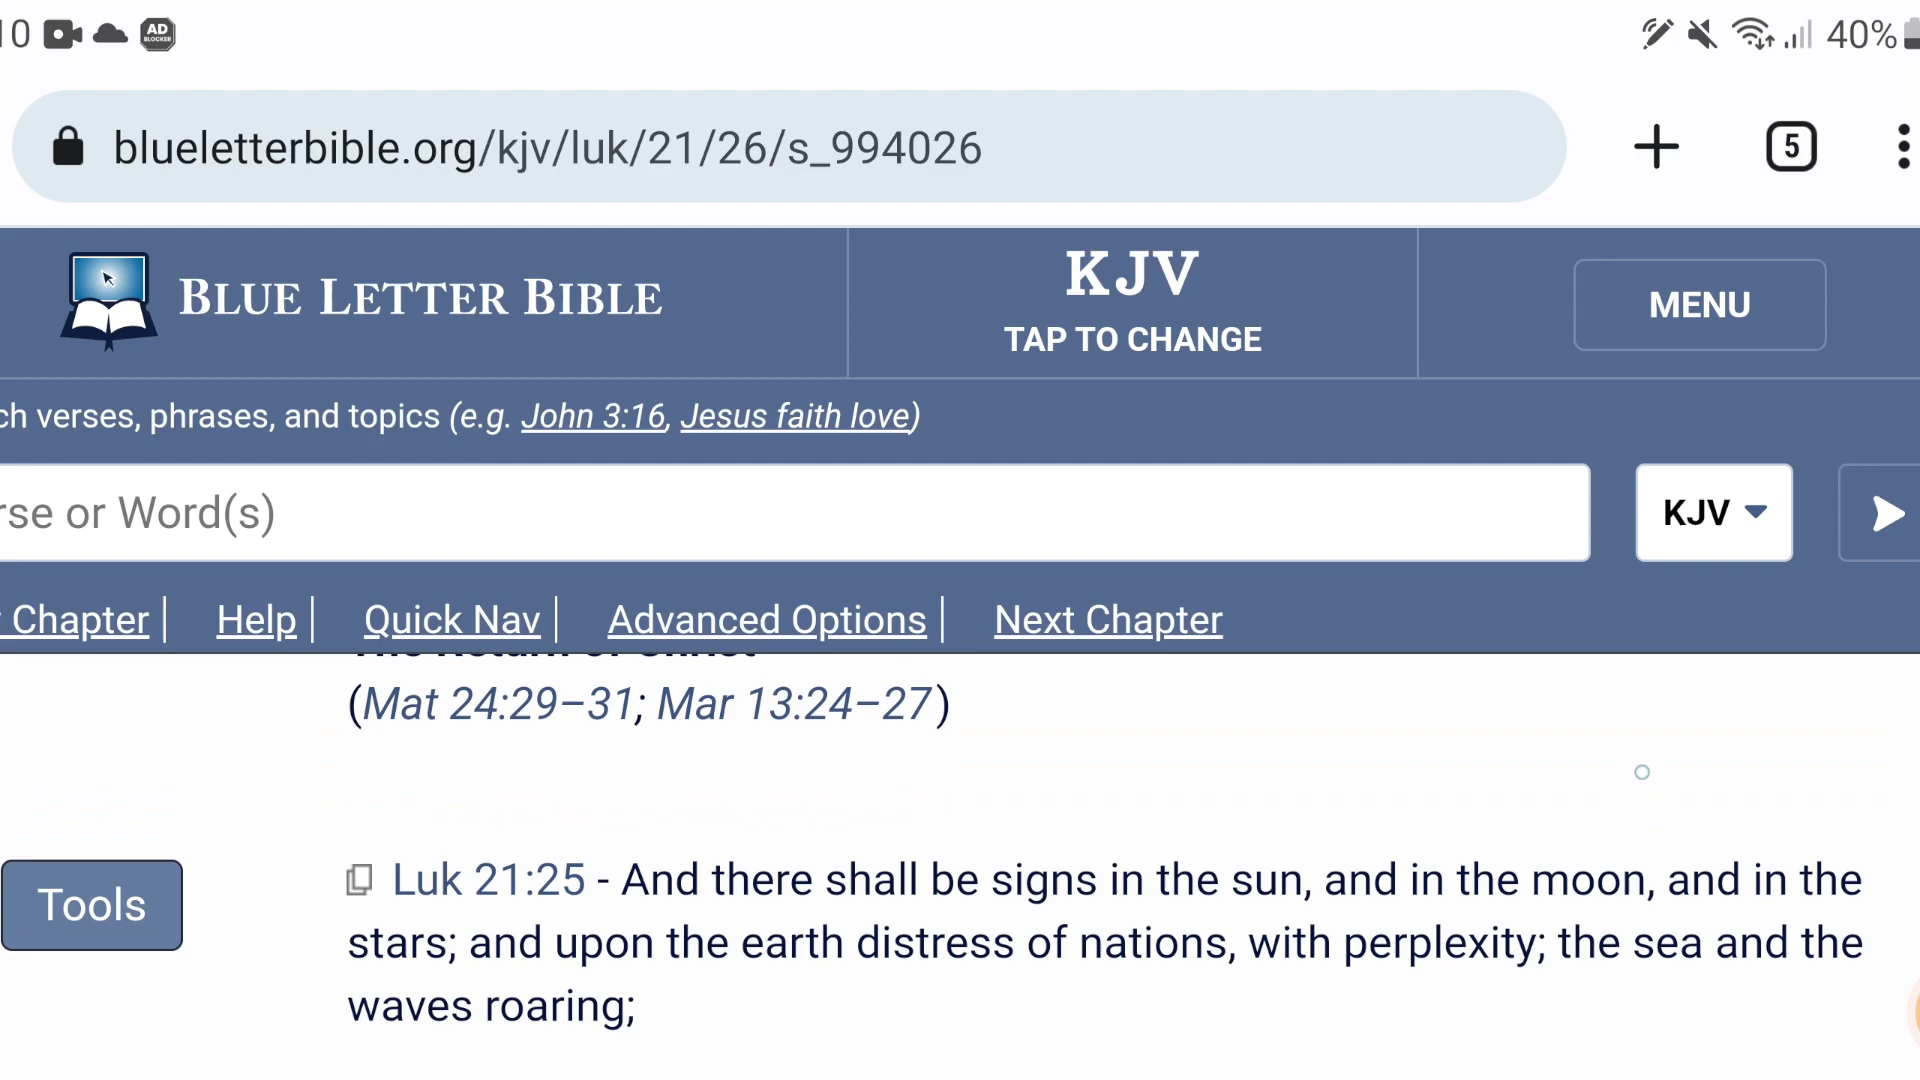 10 AD BLOCKER 40%
blueletterbible.org/kjv/luk/21/26/s_994026 5
BLUE LETTER BIBLE KJV MENU
TAP TO CHANGE
ch verses, phrases, and topics (e.g. John 3:16, Jesus faith love)
rse or Word(s) KJV
Chapter | Help | Quick Nav | Advanced Options | Next Chapter
(Mat 24:29–31; Mar 13:24–27)
Tools Luk 21:25 - And there shall be signs in the sun, and in the moon, and in the
stars; and upon the earth distress of nations, with perplexity; the sea and the
waves roaring;